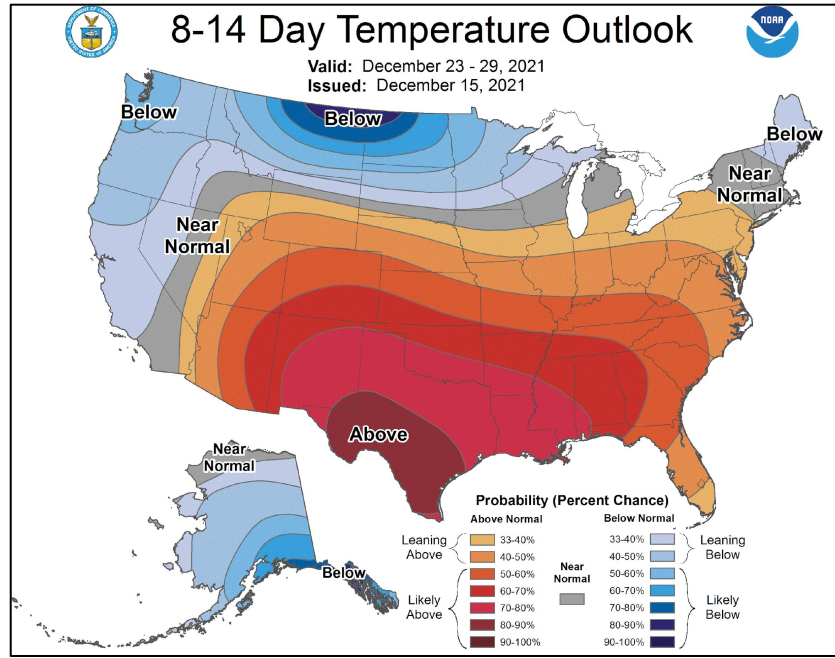 8-14 Day Temperature Outlook
Valid: December 23 - 29, 2021
Issued: December 15, 2021
NOAA
Below
Below
Below
Near
Normal
Near
Normal
Above
Near
Normal
Below
Probability (Percent Chance)
Above Normal
Below Normal
Leaning
Above
33-40%
40-50%
Likely
Above
50-60%
60-70%
70-80%
80-90%
90-100%
Near
Normal
33-40%
40-50%
Leaning
Below
50-60%
60-70%
70-80%
80-90%
90-100%
Likely
Below